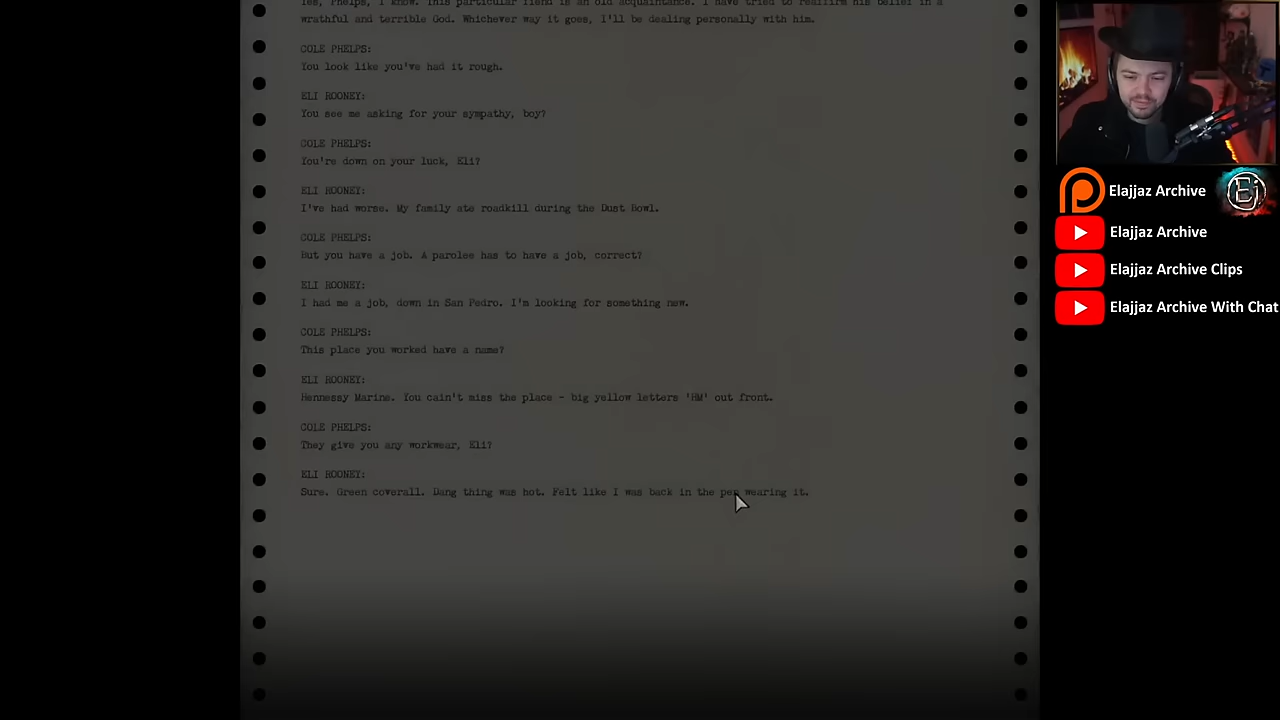 Yes, Phelps, I know. This particular fiend is an old acquaintance. I have tried to reaffirm his belief in a
wrathful and terrible God. Whichever way it goes, I'll be dealing personally with him.
COLE PHELPS:
You look like you've had it rough.
ELI ROONEY:
You see me asking for your sympathy, boy?
COLE PHELPS:
You're down on your luck, Eli?
ELI ROONEY:
I've had worse. My family ate roadkill during the Dust Bowl.
COLE PHELPS:
But you have a job. A parolee has to have a job, correct?
ELI ROONEY:
I had me a job, down in San Pedro. I'm looking for something new.
COLE PHELPS:
This place you worked have a name?
ELI ROONEY:
Hennessy Marine. You cain't miss the place - big yellow letters 'HM' out front.
COLE PHELPS:
They give you any workwear, Eli?
ELI ROONEY:
Sure. Green coverall. Dang thing was hot. Felt like I was back in the pen wearing it.
Elajjaz Archive
Ej
Elajjaz Archive
Elajjaz Archive Clips
Elajjaz Archive With Chat